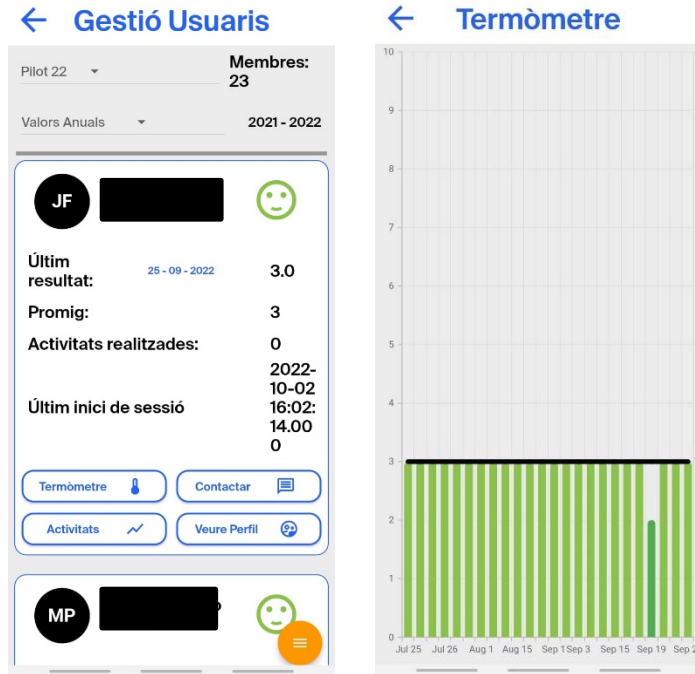 Gestió Usuaris
Pilot 22
Membres:
23
Valors Anuals
2021 - 2022
JF
Últim
resultat:
25 - 09 - 2022
3.0
Promig:
3
Activitats realitzades:
0
Últim inici de sessió
2022-
10-02
16:02:
14.00
0
Termòmetre
Contactar
Activitats
Veure Perfil
MP
Termòmetre
10
9
8
7
6
5
4
3
2
1
0
Jul 25 Jul 26 Aug 1 Aug 15 Sep 1 Sep 3 Sep 15 Sep 19 Sep 2